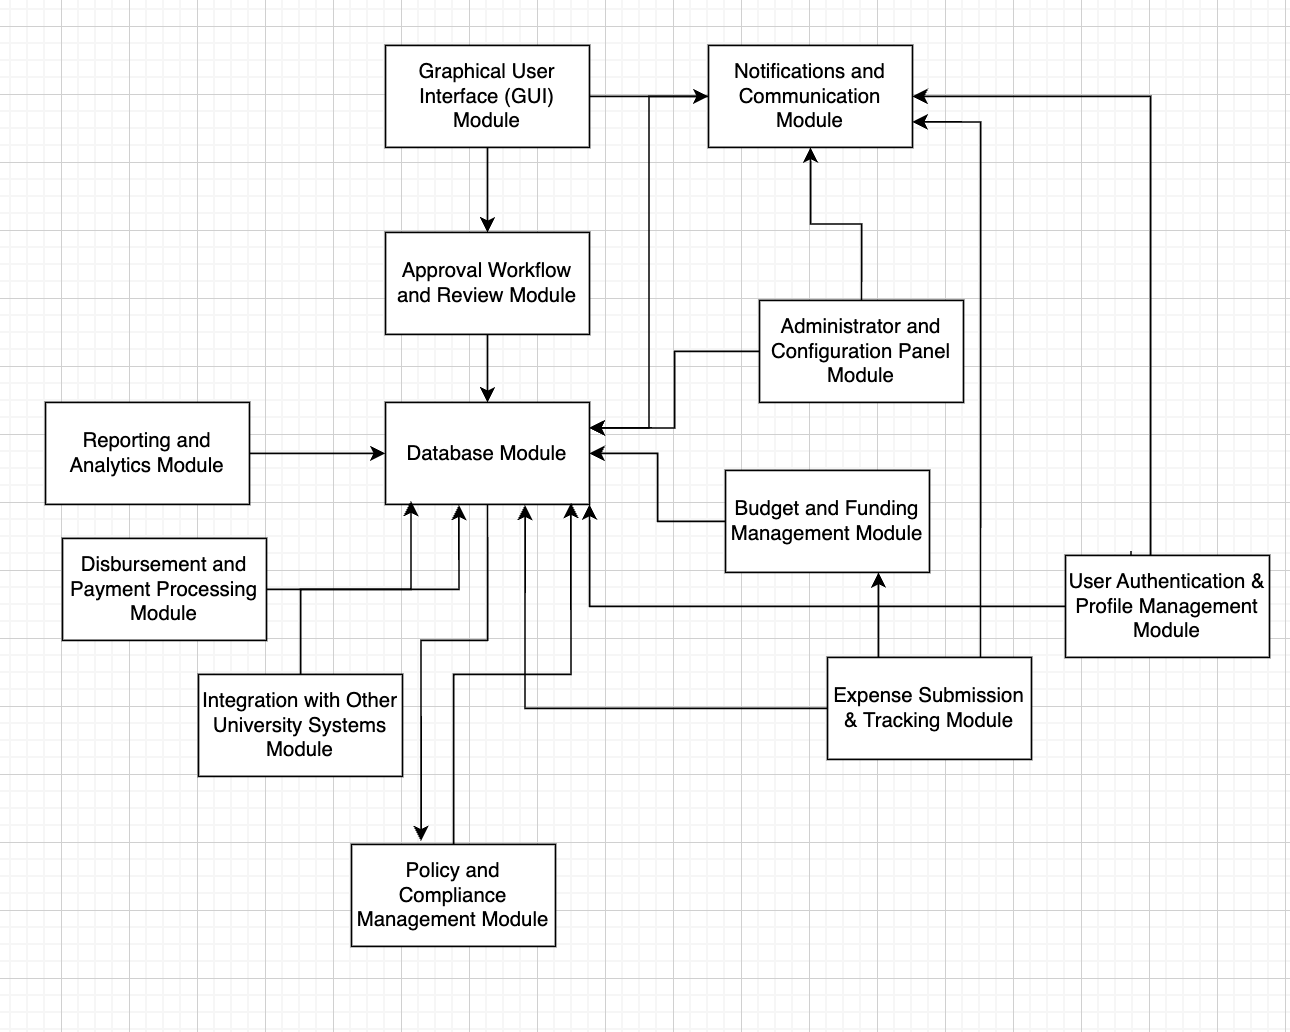 Graphical User
Interface (GUI)
Module
Notifications and
Communication
Module
Approval Workflow
and Review Module
Administrator and
Configuration Panel
Module
Reporting and
Analytics Module
Database Module
Budget and Funding
Management Module
Disbursement and
Payment Processing
Module
User Authentication &
Profile Management
Module
Integration with Other
University Systems
Module
Expense Submission
& Tracking Module
Policy and
Compliance
Management Module